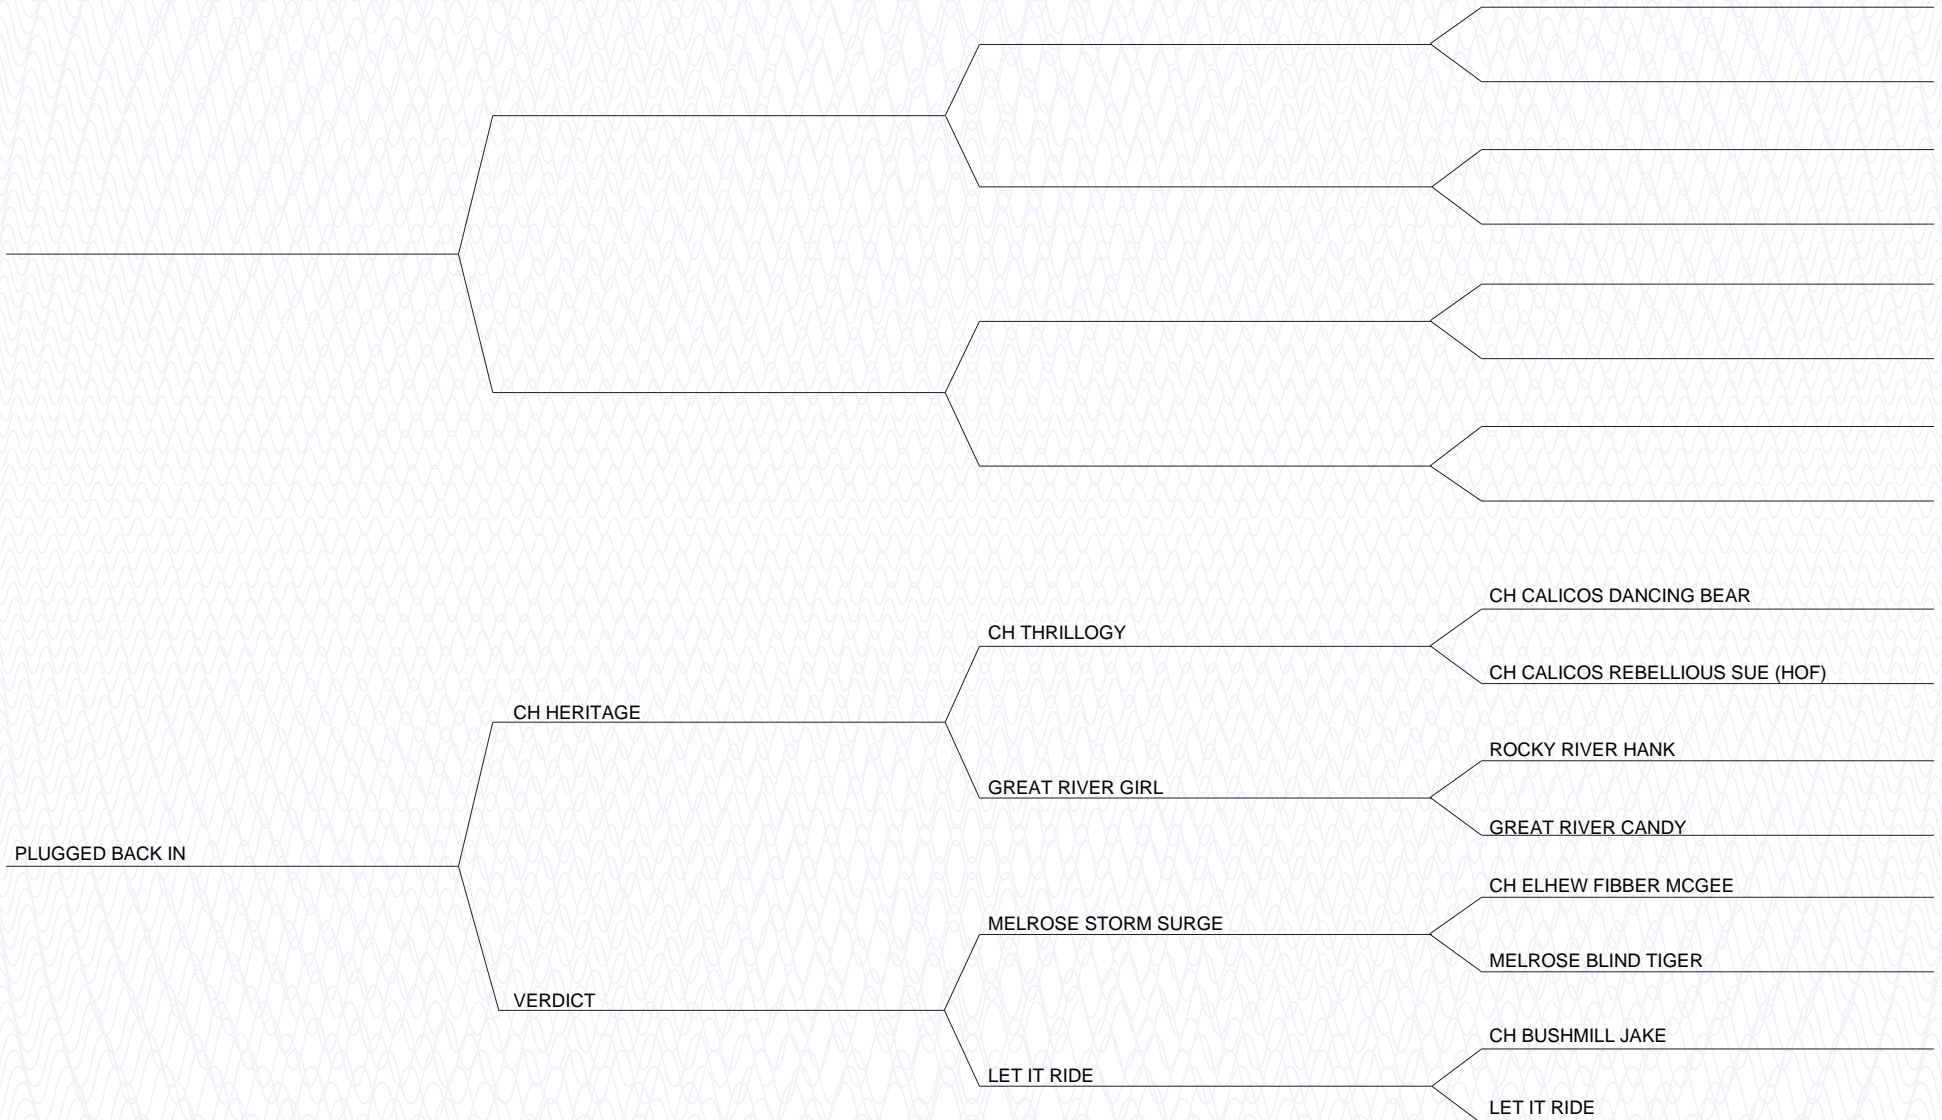 CH CALICOS DANCING BEAR
CH THRILLOGY
CH CALICOS REBELLIOUS SUE (HOF)
CH HERITAGE
ROCKY RIVER HANK
GREAT RIVER GIRL
GREAT RIVER CANDY
PLUGGED BACK IN
CH ELHEW FIBBER MCGEE
MELROSE STORM SURGE
MELROSE BLIND TIGER
VERDICT
CH BUSHMILL JAKE
LET IT RIDE
LET IT RIDE